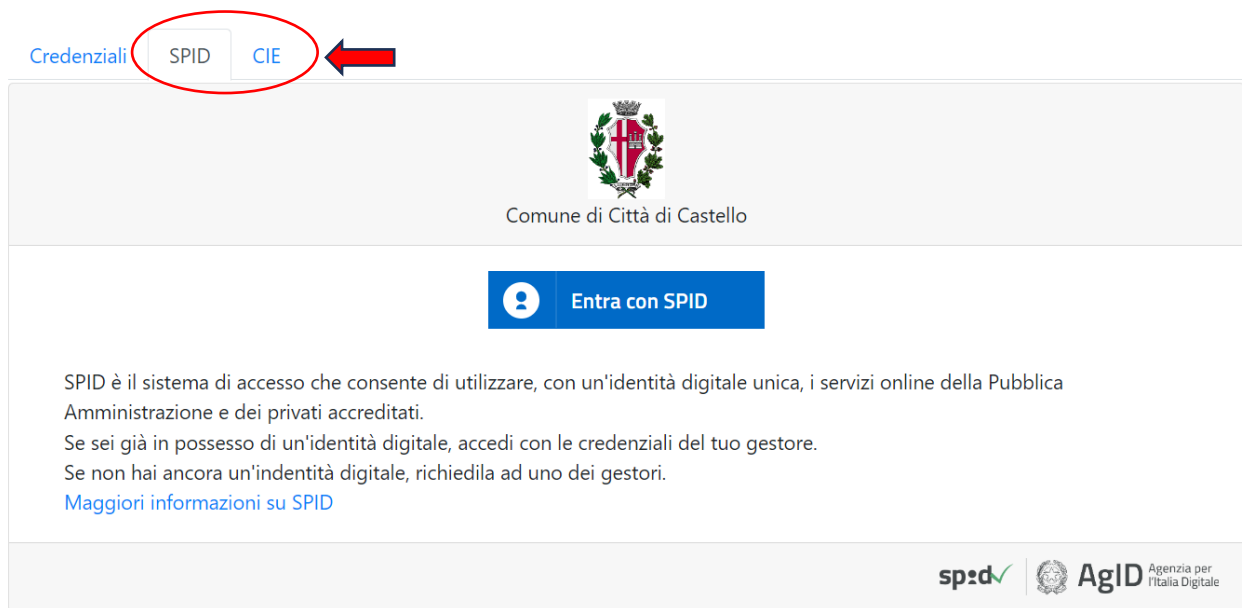 Credenziali SPID CIE
Comune di Città di Castello
Entra con SPID
SPID è il sistema di accesso che consente di utilizzare, con un'identità digitale unica, i servizi online della Pubblica
Amministrazione e dei privati accreditati.
Se sei già in possesso di un'identità digitale, accedi con le credenziali del tuo gestore.
Se non hai ancora un'indentità digitale, richiedila ad uno dei gestori.
Maggiori informazioni su SPID
spid AgID Agenzia per
l'Italia Digitale